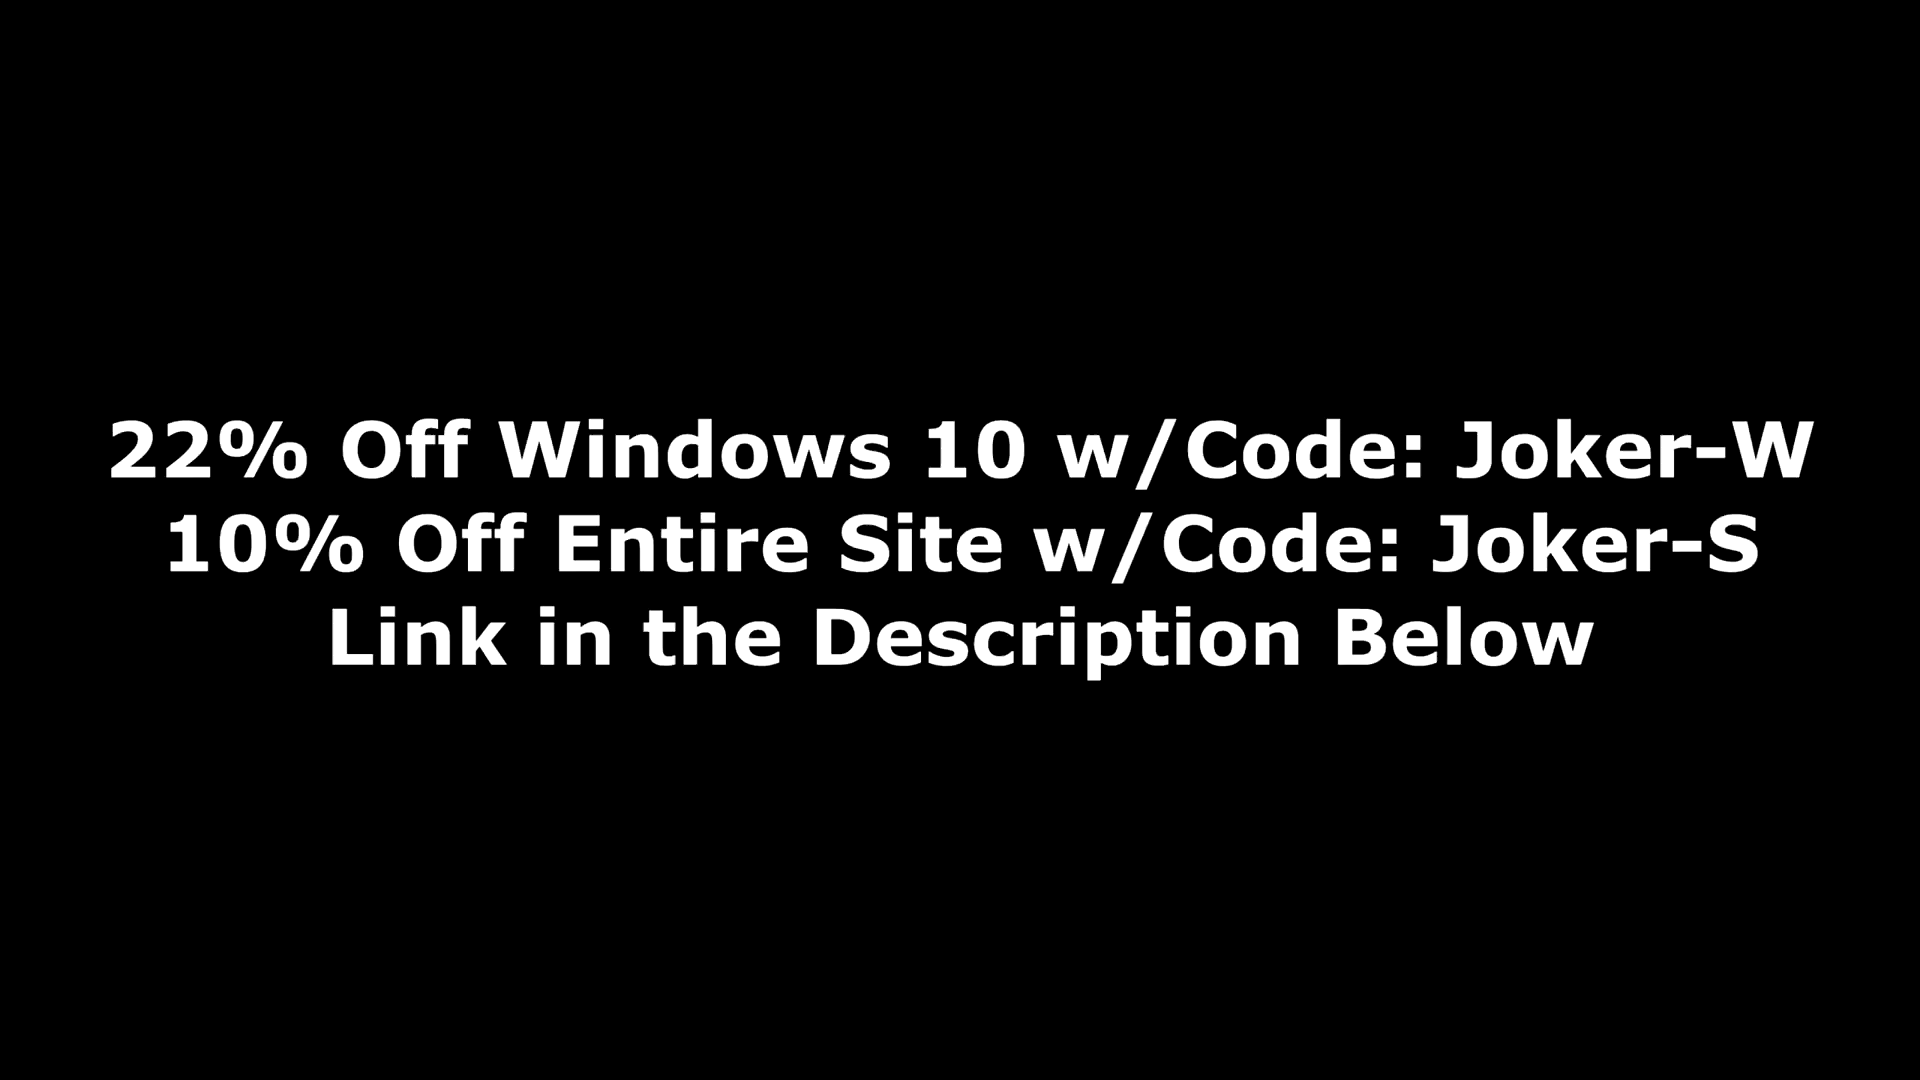 22% Off Windows 10 w/Code: Joker-W
10% Off Entire Site w/Code: Joker-S
Link in the Description Below